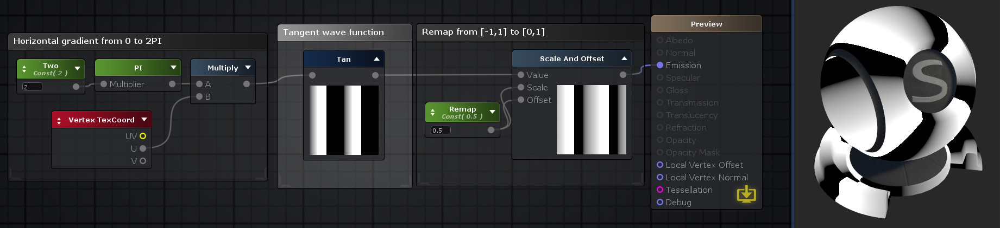 Horizontal gradient from 0 to 2PI
Two
Const( 2 )
2
PI
Multiplier
Multiply
A
B
Vertex TexCoord
UV
U
V
Tangent wave function
Tan
Remap from [-1,1] to [0,1]
Remap
Const( 0.5 )
0.5
Scale And Offset
Value
Scale
Offset
Preview
Albedo
Normal
Emission
Specular
Gloss
Transmission
Translucency
Refraction
Opacity
Opacity Mask
Local Vertex Offset
Local Vertex Normal
Tessellation
Debug
S